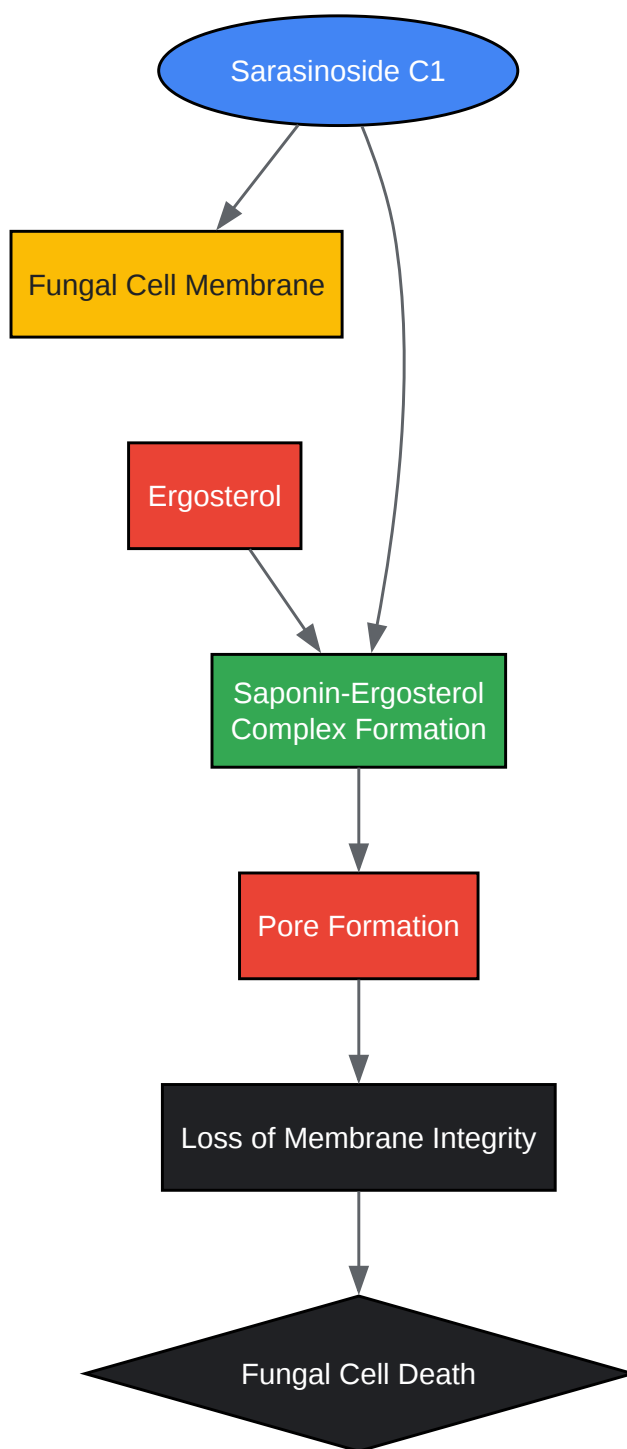 Sarasinoside C1
Fungal Cell Membrane
Ergosterol
Saponin-Ergosterol
Complex Formation
Pore Formation
Loss of Membrane Integrity
Fungal Cell Death